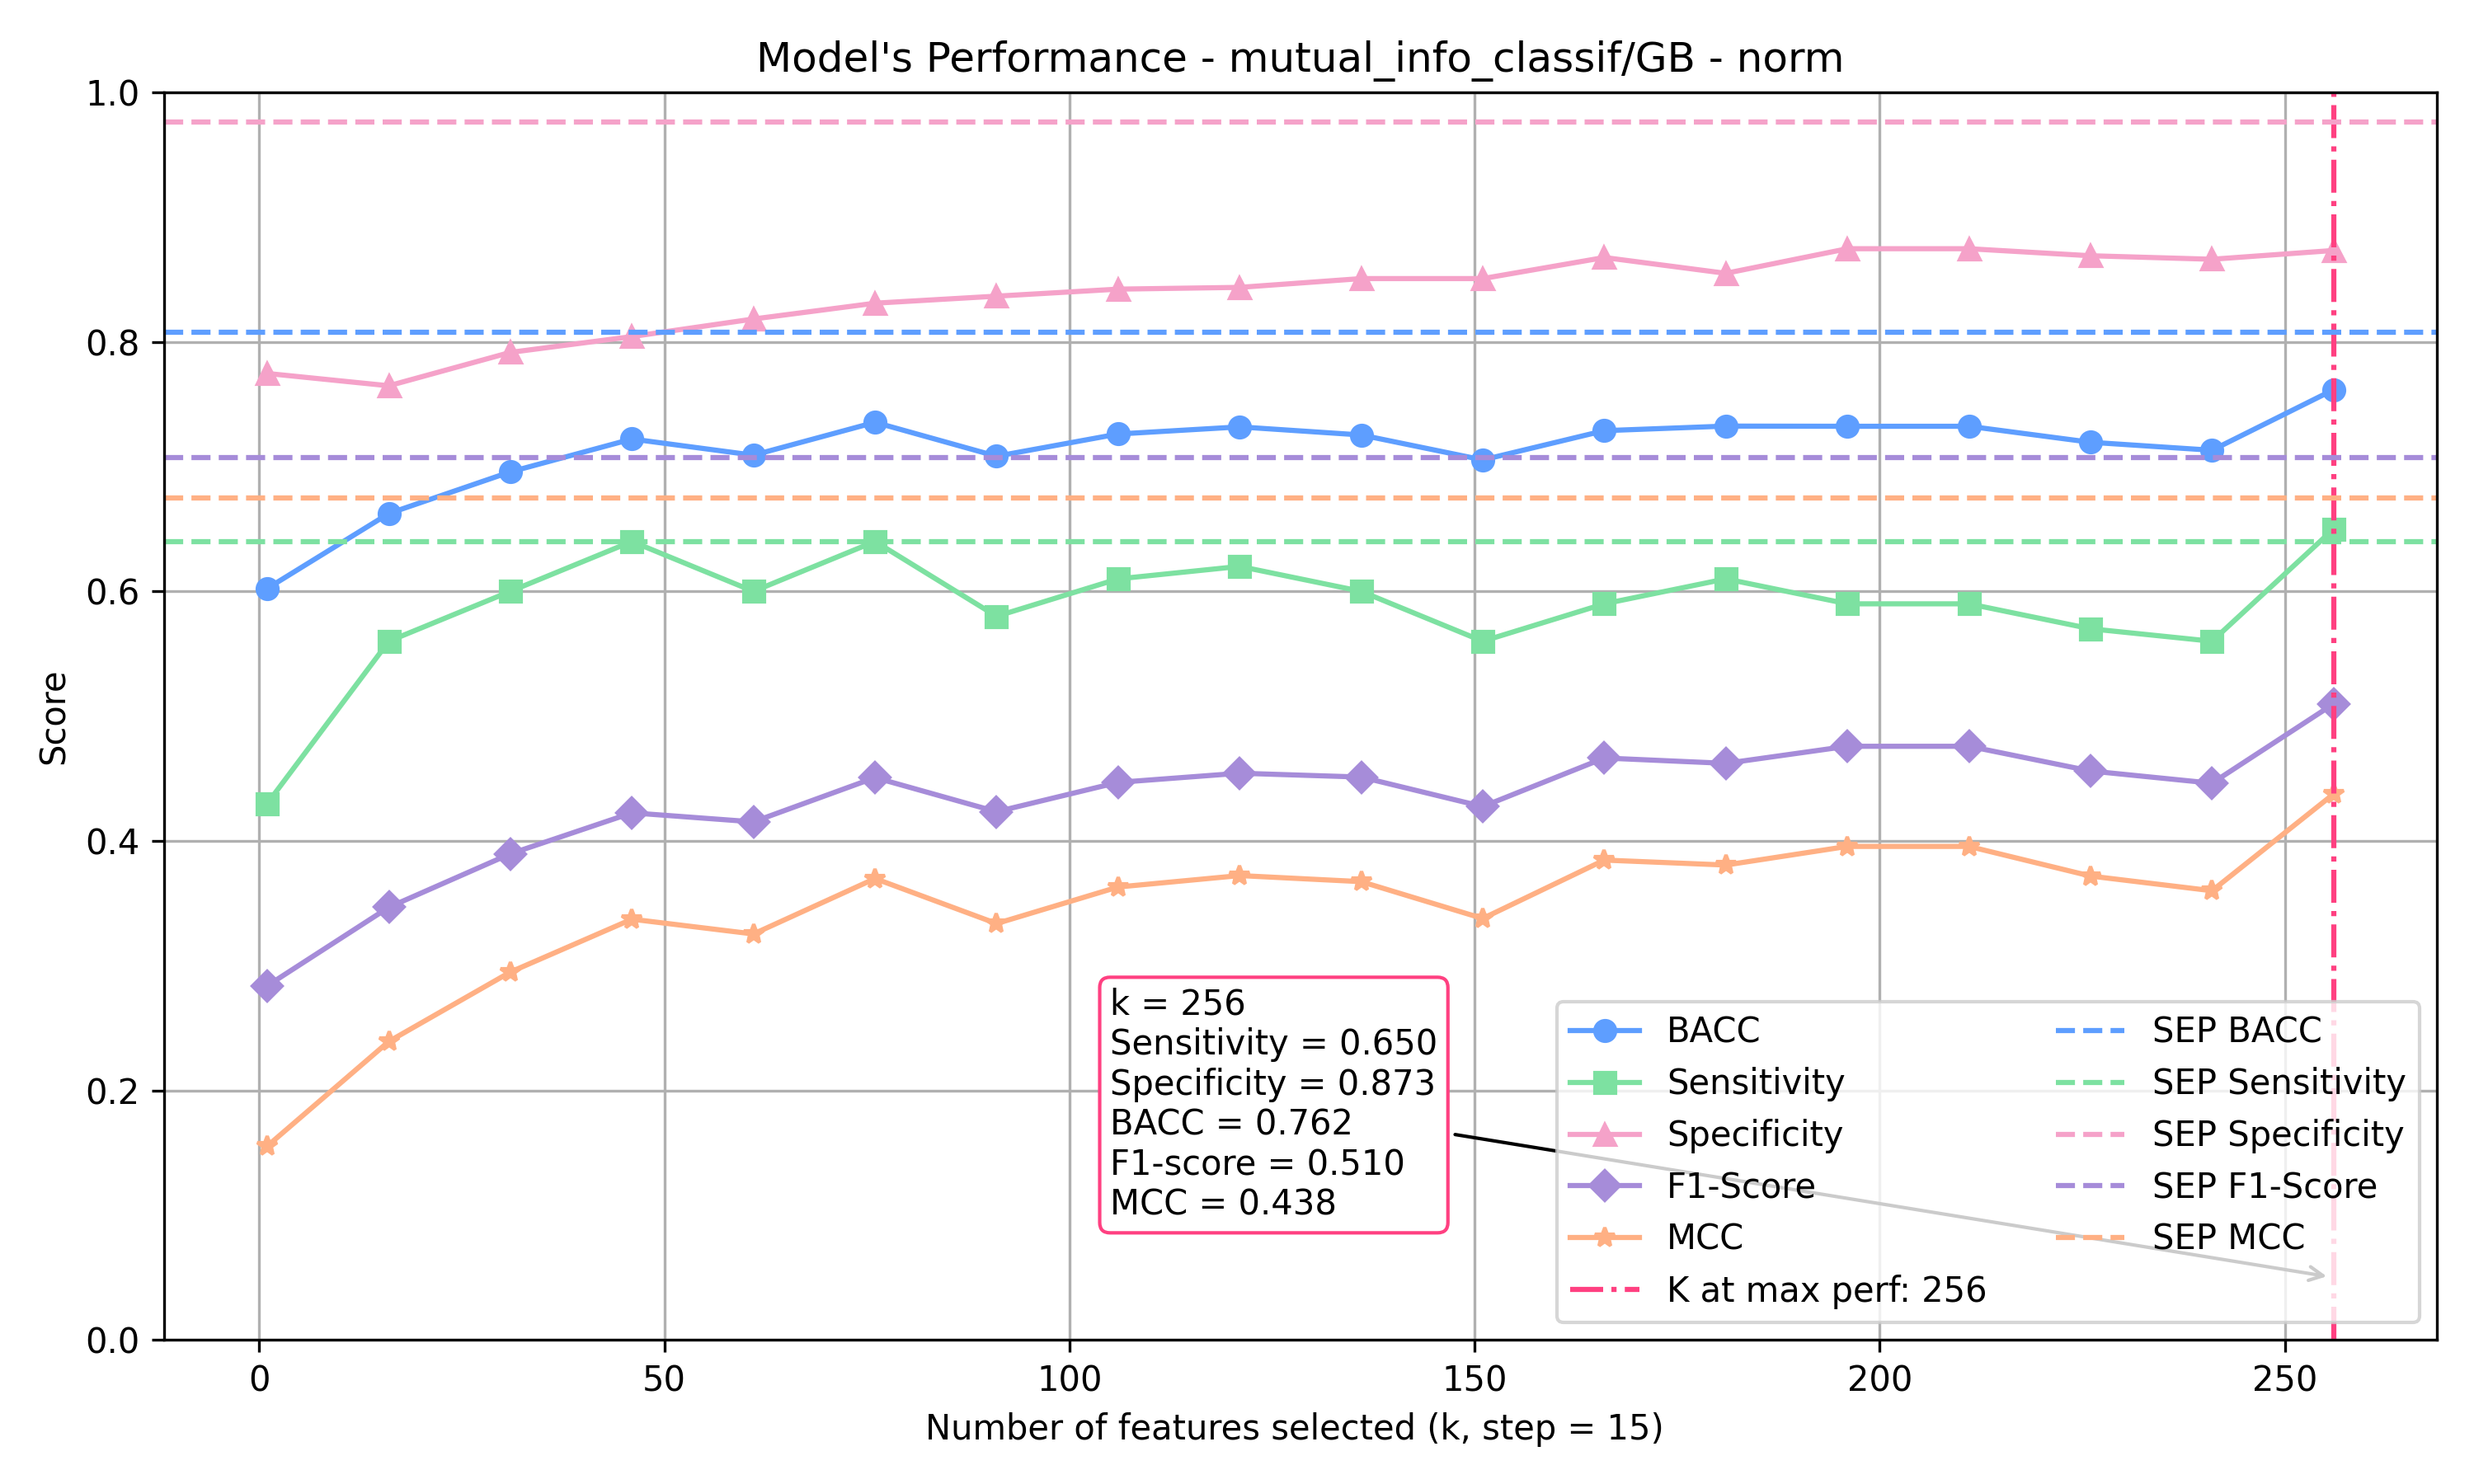 Model's Performance - mutual_info_classif/GB - norm
1.0
0.8
0.6
0.4
0.2
0.0
Score
k = 256
Sensitivity = 0.650
Specificity = 0.873
BACC = 0.762
F1-score = 0.510
MCC = 0.438
BACC
Sensitivity
Specificity
F1-Score
MCC
K at max perf: 256
SEP BACC
SEP Sensitivity
SEP Specificity
SEP F1-Score
SEP MCC
0 50 100 150 200 250
Number of features selected (k, step = 15)